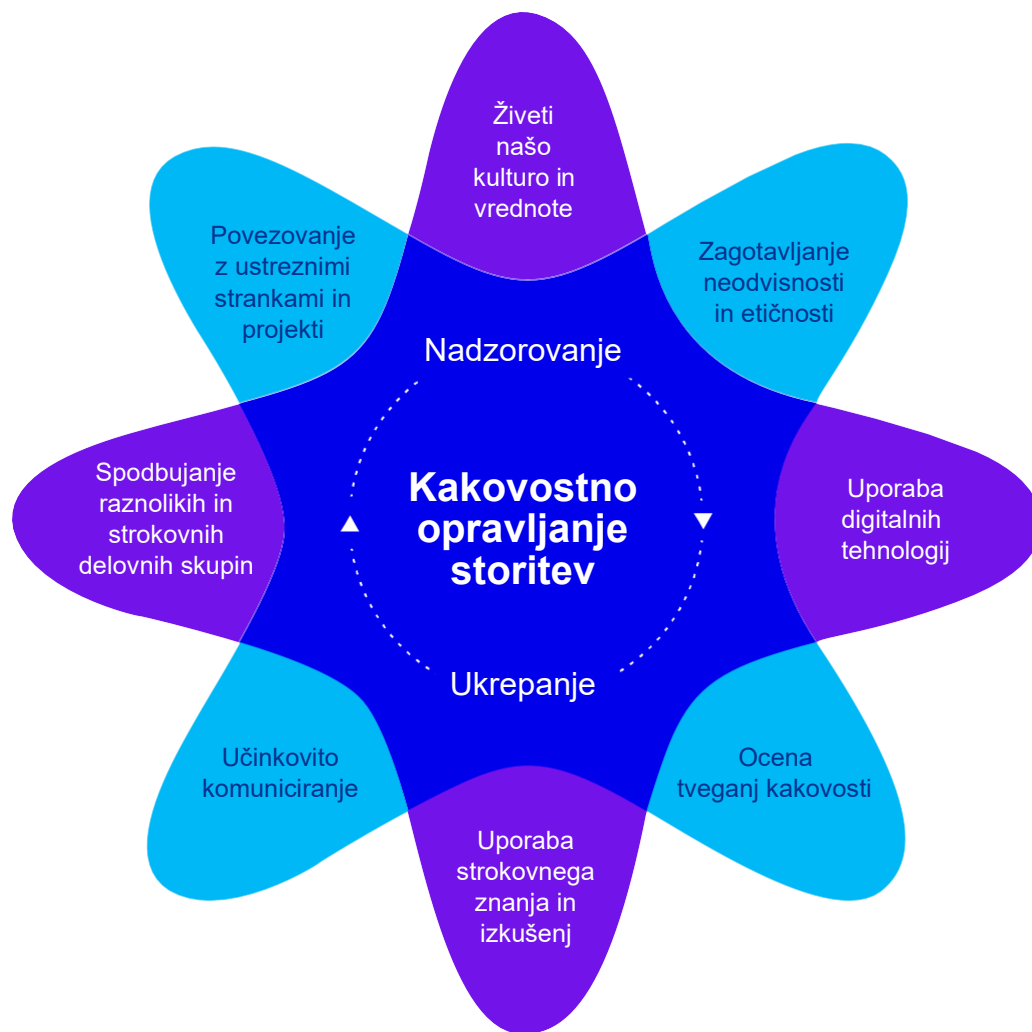 Živeti
našo
kulturo in
vrednote
Povezovanje
z ustreznimi
strankami in
projekti
Zagotavljanje
neodvisnosti
in etičnosti
Nadzorovanje
Spodbujanje
raznolikih in
strokovnih
delovnih skupin
Kakovostno
opravljanje
storitev
Uporaba
digitalnih
tehnologij
Ukrepanje
Učinkovito
komuniciranje
Ocena
tveganj kakovosti
Uporaba
strokovnega
znanja in
izkušenj